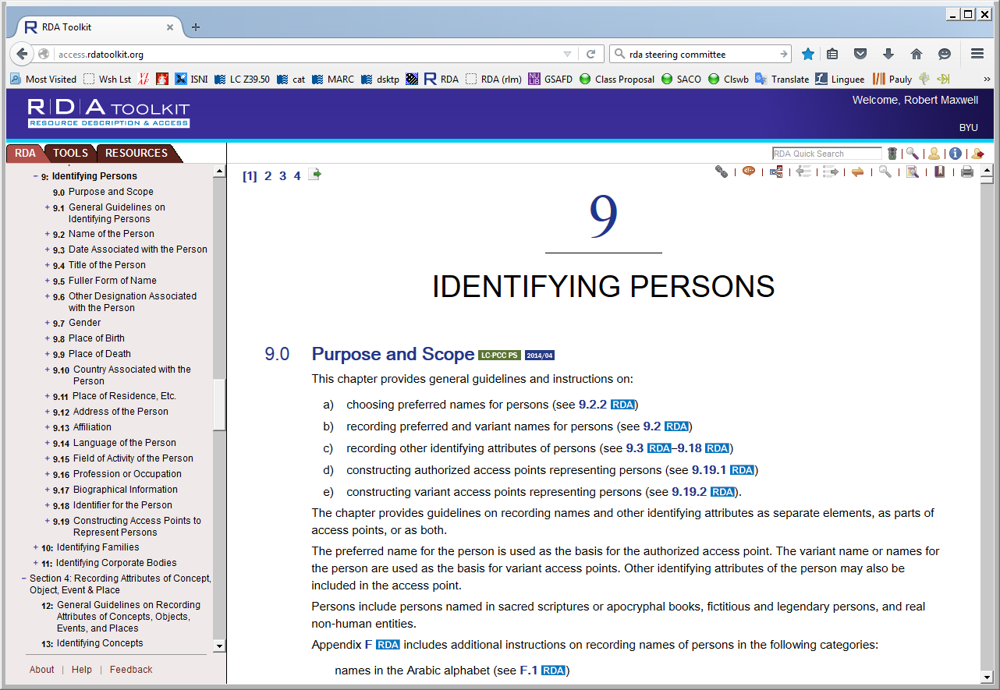 RDA Toolkit
access.rdatoolkit.org
rda steering committee
Most Visited Wsh Lst ISNI LC Z39.50 cat MARC dsktp RDA RDA (rlm) GSAFD Class Proposal SACO Clswb Translate Linguee Pauly »
R|D|A TOOLKIT
RESOURCE DESCRIPTION & ACCESS
Welcome, Robert Maxwell
BYU
RDA TOOLS RESOURCES
RDA Quick Search
9: Identifying Persons
9.0 Purpose and Scope
9.1 General Guidelines on
Identifying Persons
9.2 Name of the Person
9.3 Date Associated with the Person
9.4 Title of the Person
9.5 Fuller Form of Name
9.6 Other Designation Associated
with the Person
9.7 Gender
9.8 Place of Birth
9.9 Place of Death
9.10 Country Associated with the
Person
9.11 Place of Residence, Etc.
9.12 Address of the Person
9.13 Affiliation
9.14 Language of the Person
9.15 Field of Activity of the Person
9.16 Profession or Occupation
9.17 Biographical Information
9.18 Identifier for the Person
9.19 Constructing Access Points to
Represent Persons
10: Identifying Families
11: Identifying Corporate Bodies
Section 4: Recording Attributes of Concept,
Object, Event & Place
12: General Guidelines on Recording
Attributes of Concepts, Objects,
Events, and Places
13: Identifying Concepts
About | Help | Feedback
[1] 2 3 4
9
IDENTIFYING PERSONS
9.0 Purpose and Scope LC-PCC PS 2014/04
This chapter provides general guidelines and instructions on:
a) choosing preferred names for persons (see 9.2.2 RDA)
b) recording preferred and variant names for persons (see 9.2 RDA)
c) recording other identifying attributes of persons (see 9.3 RDA–9.18 RDA)
d) constructing authorized access points representing persons (see 9.19.1 RDA)
e) constructing variant access points representing persons (see 9.19.2 RDA).
The chapter provides guidelines on recording names and other identifying attributes as separate elements, as parts of
access points, or as both.
The preferred name for the person is used as the basis for the authorized access point. The variant name or names for
the person are used as the basis for variant access points. Other identifying attributes of the person may also be
included in the access point.
Persons include persons named in sacred scriptures or apocryphal books, fictitious and legendary persons, and real
non-human entities.
Appendix F RDA includes additional instructions on recording names of persons in the following categories:
names in the Arabic alphabet (see F.1 RDA)